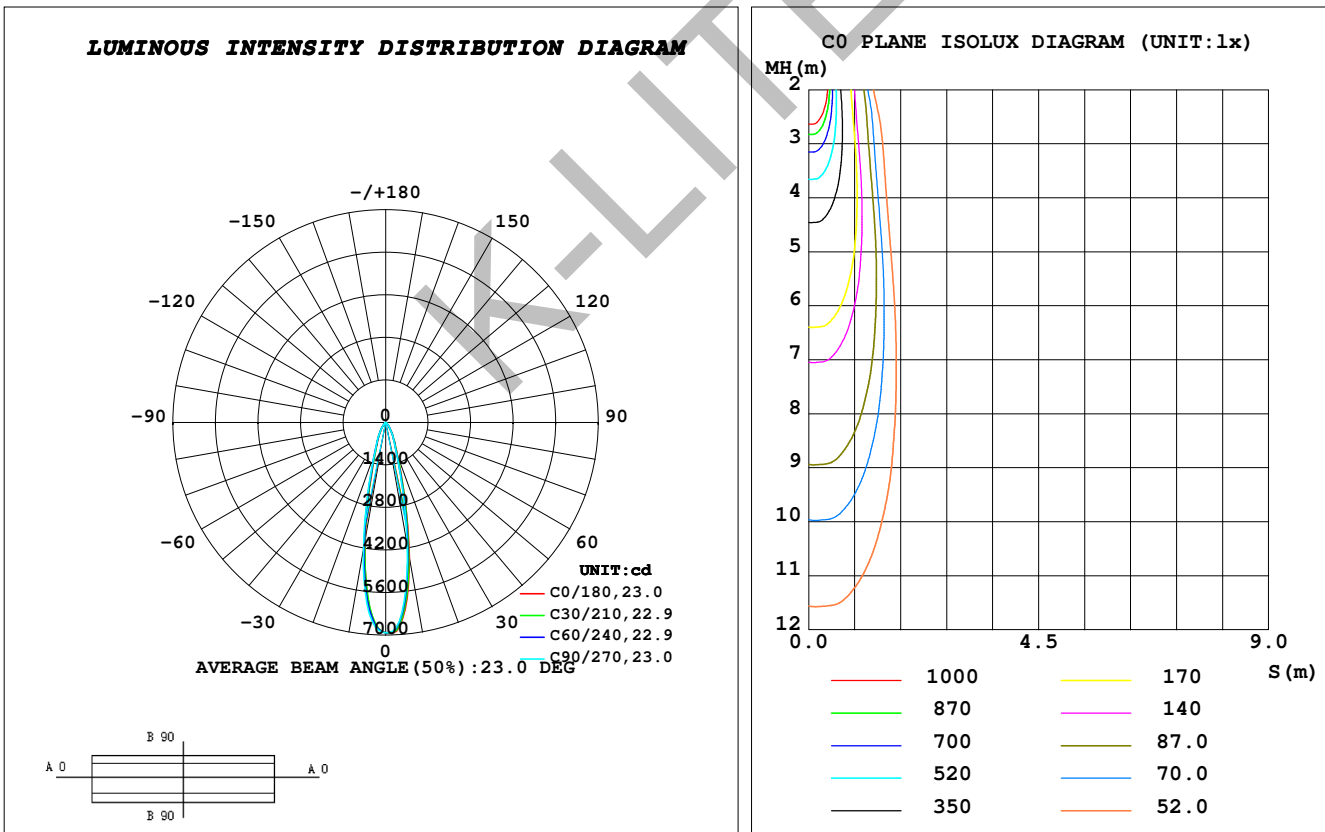 LUMINOUS INTENSITY DISTRIBUTION DIAGRAM
-/+180
-150
150
-120
120
-90
90
-60
60
-30
30
0
0
1400
2800
4200
5600
7000
UNIT:cd
C0/180,23.0
C30/210,22.9
C60/240,22.9
C90/270,23.0
AVERAGE BEAM ANGLE(50%):23.0 DEG
B 90
A 0
A 0
B 90
K-LITE
C0 PLANE ISOLUX DIAGRAM (UNIT:lx)
MH(m)
2
3
4
5
6
7
8
9
10
11
12
0.0
4.5
9.0
S(m)
1000
170
870
140
700
87.0
520
70.0
350
52.0